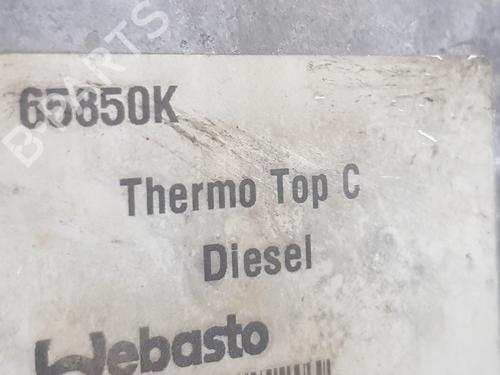 65850K
Thermo Top C
Diesel
Webasto